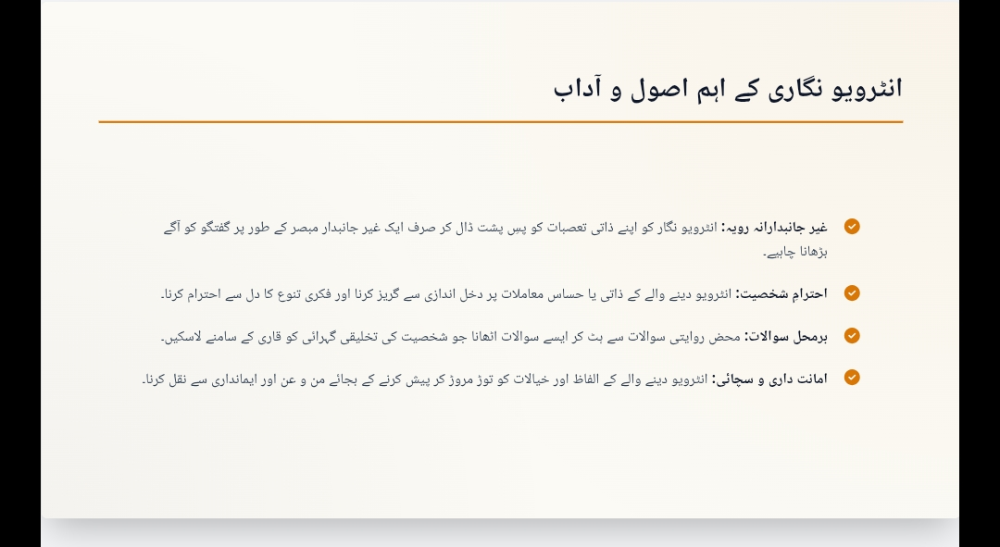 انٹرویو نگاری کے اہم اصول و آداب
غیر جانبدارانہ رویہ: انٹرویو نگار کو اپنے ذاتی تعصبات کو پسِ پشت ڈال کر صرف ایک غیر جانبدار مبصر کے طور پر گفتگو کو آگے
بڑھانا چاہیے۔
احترامِ شخصیت: انٹرویو دینے والے کے ذاتی یا حساس معاملات پر دخل اندازی سے گریز کرنا اور فکری تنوع کا دل سے احترام کرنا۔
برمحل سوالات: محض روایتی سوالات سے ہٹ کر ایسے سوالات اٹھانا جو شخصیت کی تخلیقی گہرائی کو قاری کے سامنے لاسکیں۔
امانت داری و سچائی: انٹرویو دینے والے کے الفاظ اور خیالات کو توڑ مروڑ کر پیش کرنے کے بجائے من و عن اور ایمانداری سے نقل کرنا۔